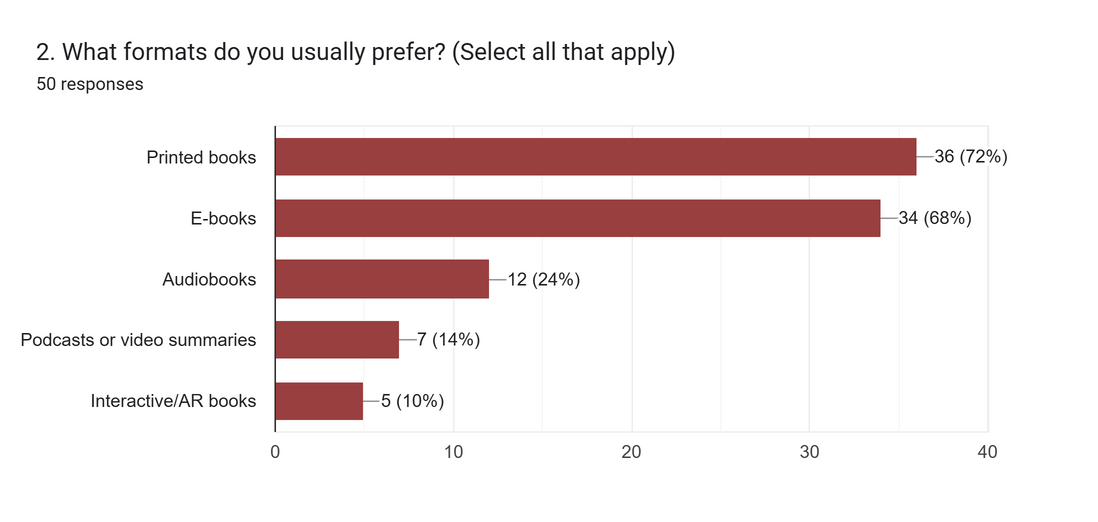 2. What formats do you usually prefer? (Select all that apply)
50 responses
Printed books 36 (72%)
E-books 34 (68%)
Audiobooks 12 (24%)
Podcasts or video summaries 7 (14%)
Interactive/AR books 5 (10%)
0 10 20 30 40